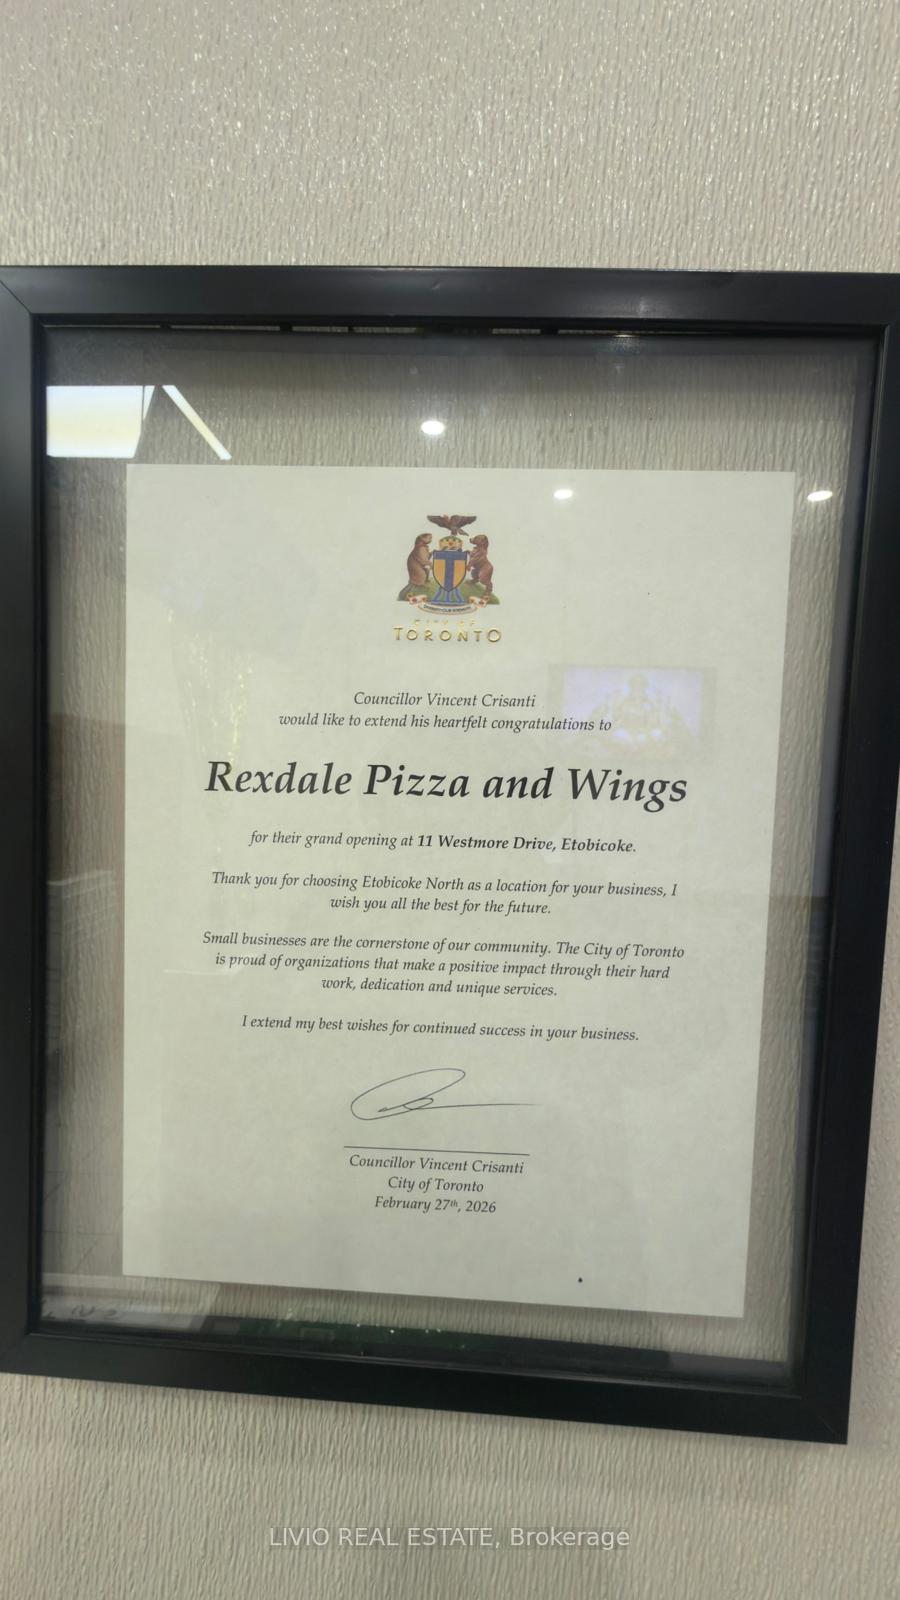 DIVERSITY OUR STRENGTH
CITY OF
TORONTO
Councillor Vincent Crisanti
would like to extend his heartfelt congratulations to
Rexdale Pizza and Wings
for their grand opening at 11 Westmore Drive, Etobicoke.
Thank you for choosing Etobicoke North as a location for your business, I
wish you all the best for the future.
Small businesses are the cornerstone of our community. The City of Toronto
is proud of organizations that make a positive impact through their hard
work, dedication and unique services.
I extend my best wishes for continued success in your business.
Councillor Vincent Crisanti
City of Toronto
February 27th, 2026
LIVIO REAL ESTATE, Brokerage